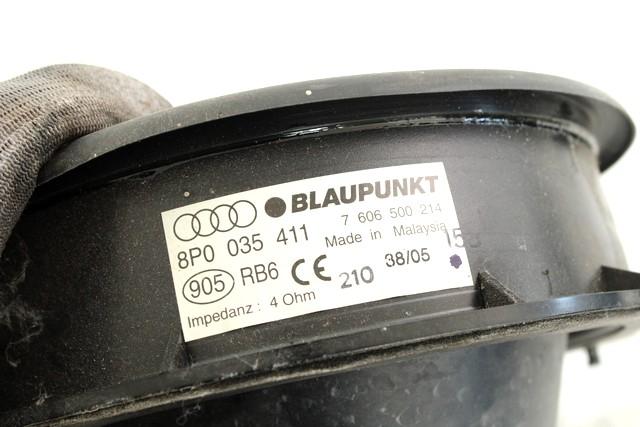 BLAUPUNKT
8P0 035 411 7 606 500 214
Made in Malaysia
905 RB6 CE 210 38/05
Impedanz: 4 Ohm